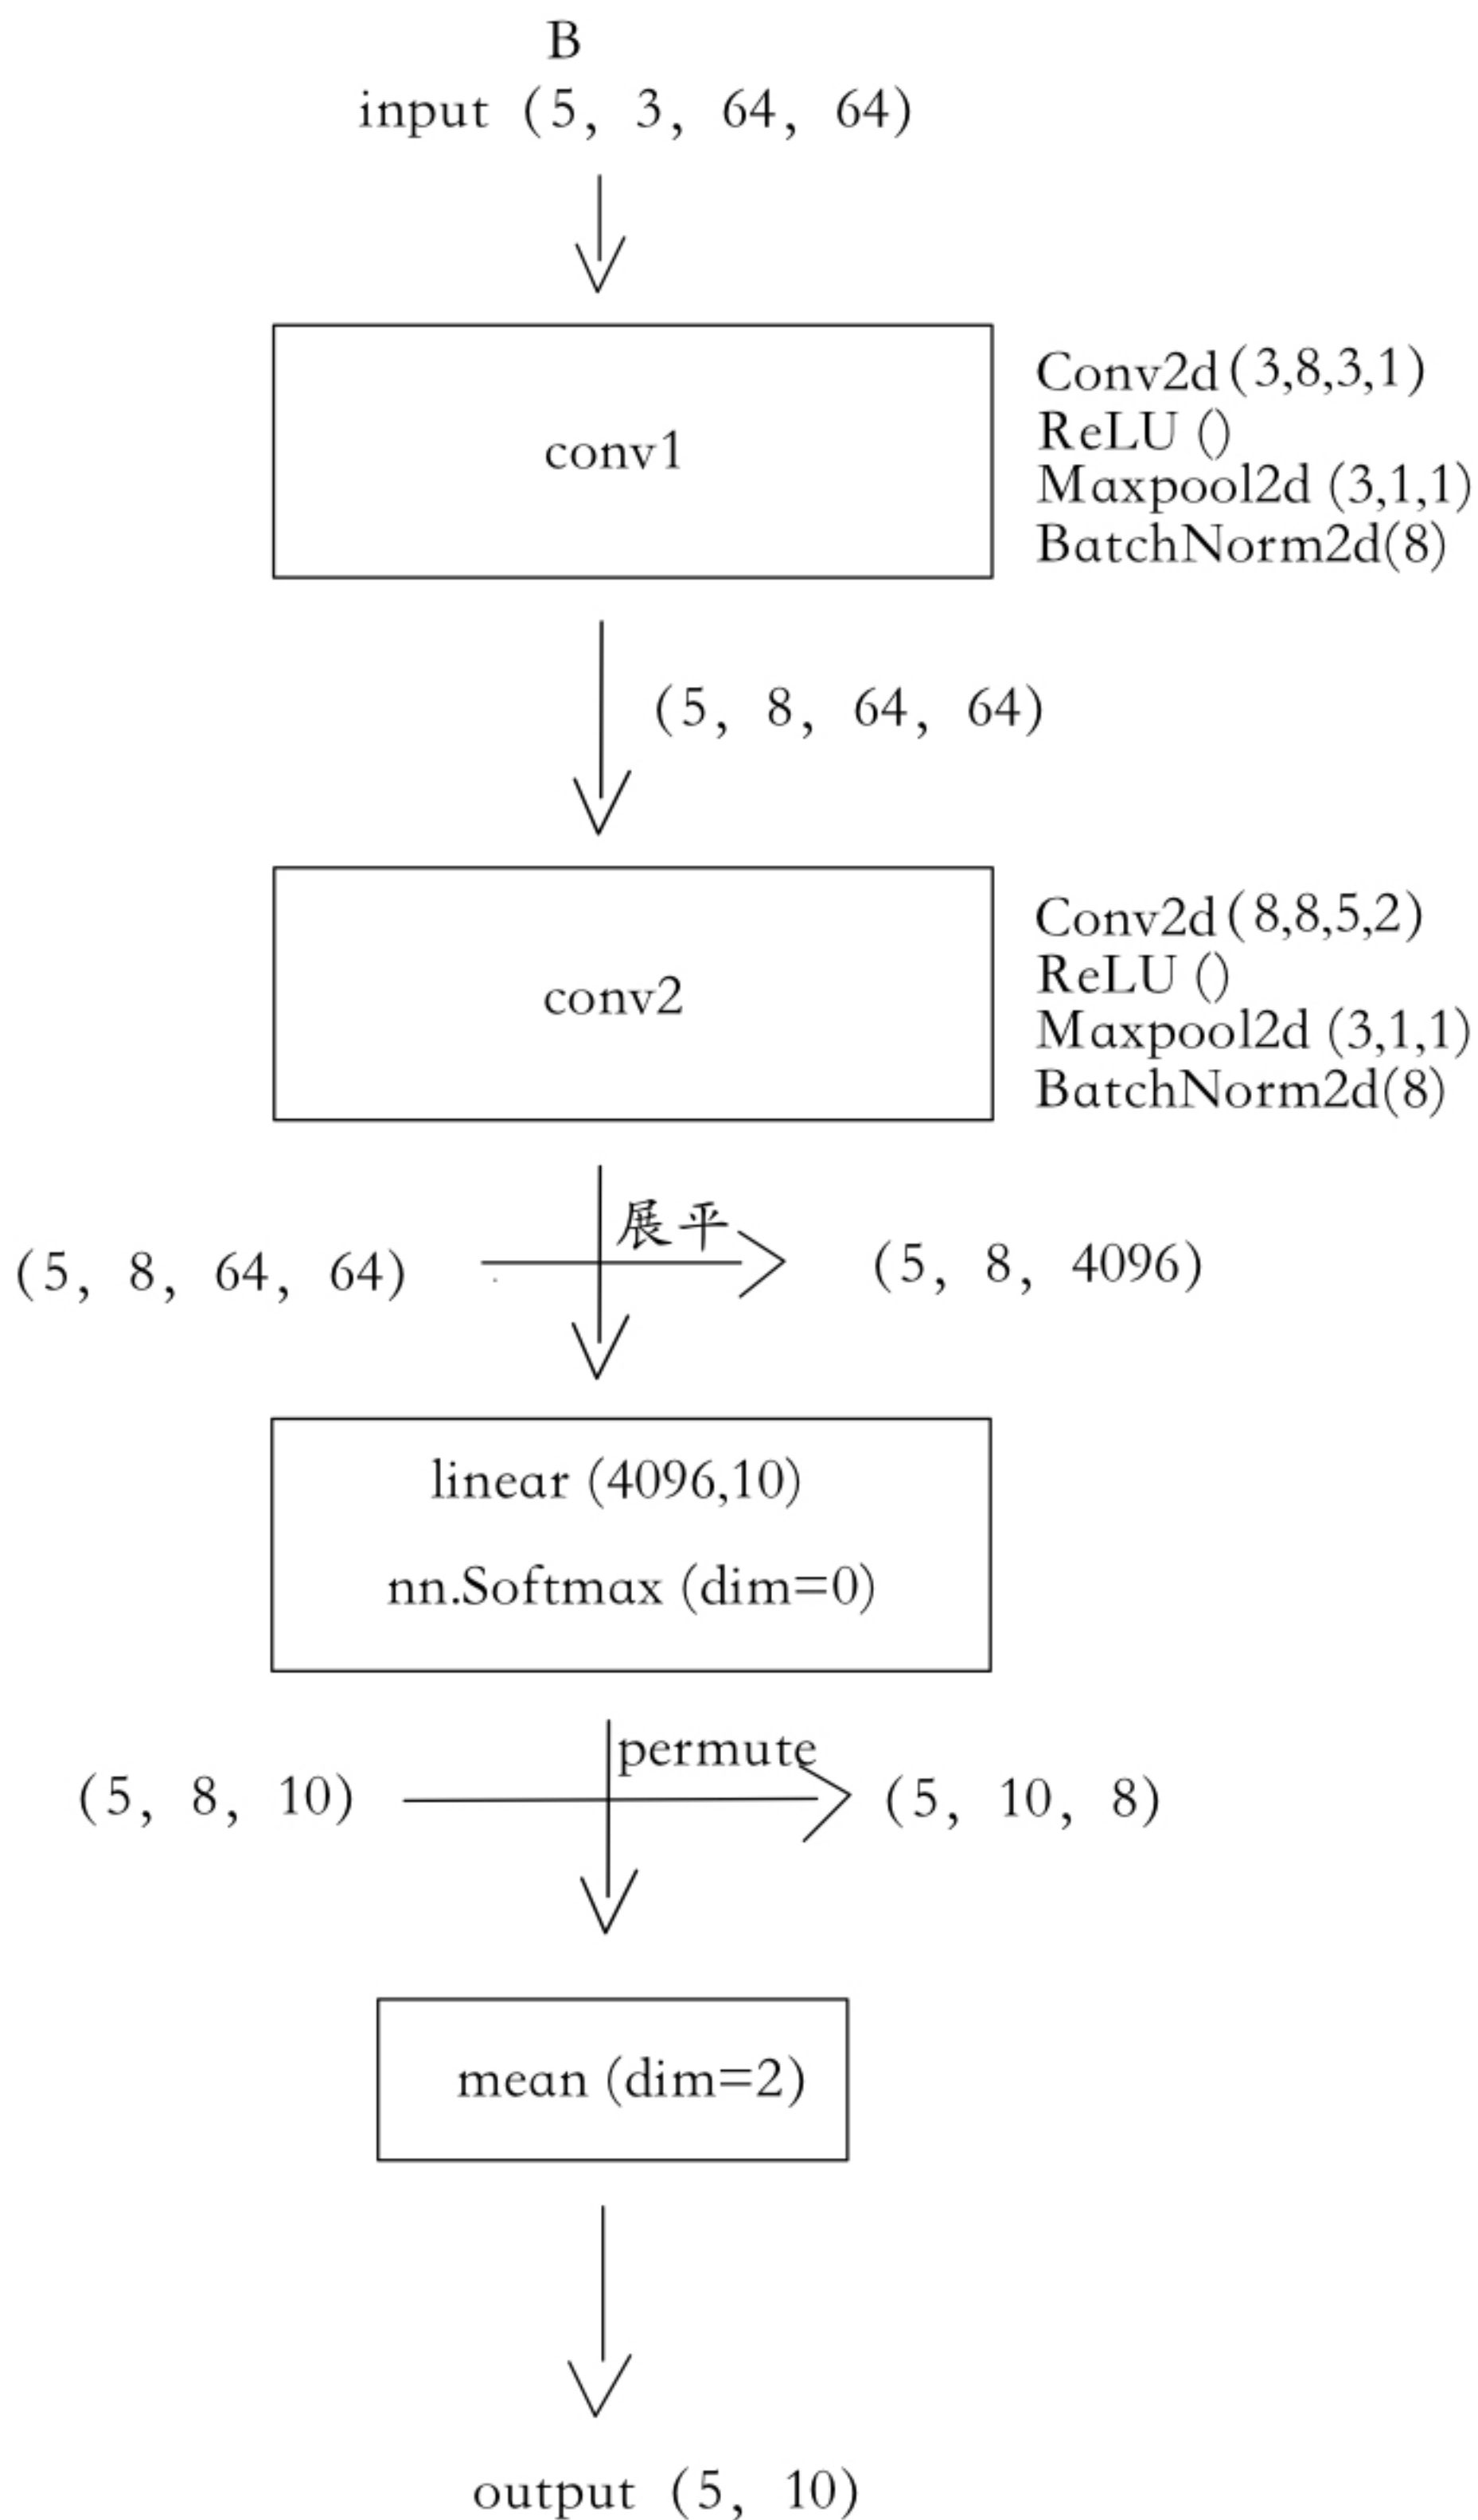 B
input (5, 3, 64, 64)
conv1
Conv2d(3,8,3,1)
ReLU ()
Maxpool2d (3,1,1)
BatchNorm2d(8)
(5, 8, 64, 64)
conv2
Conv2d(8,8,5,2)
ReLU ()
Maxpool2d (3,1,1)
BatchNorm2d(8)
展平
(5, 8, 64, 64)
(5, 8, 4096)
linear (4096,10)
nn.Softmax (dim=0)
permute
(5, 8, 10)
(5, 10, 8)
mean (dim=2)
output (5, 10)